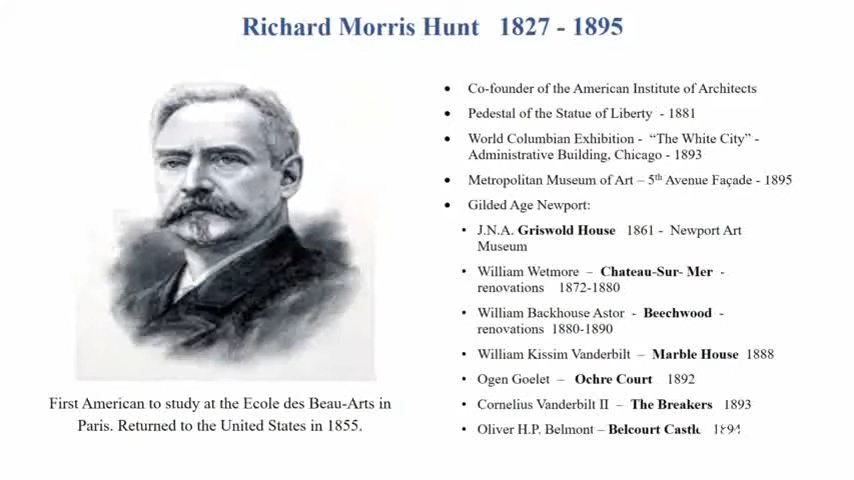 Richard Morris Hunt 1827 - 1895
• Co-founder of the American Institute of Architects
• Pedestal of the Statue of Liberty - 1881
• World Columbian Exhibition - “The White City” -
Administrative Building, Chicago - 1893
• Metropolitan Museum of Art – 5th Avenue Façade - 1895
• Gilded Age Newport:
• J.N.A. Griswold House 1861 - Newport Art
Museum
• William Wetmore – Chateau-Sur- Mer -
renovations 1872-1880
• William Backhouse Astor - Beechwood -
renovations 1880-1890
• William Kissim Vanderbilt – Marble House 1888
• Ogen Goelet – Ochre Court 1892
• Cornelius Vanderbilt II – The Breakers 1893
• Oliver H.P. Belmont – Belcourt Castle 1894
First American to study at the Ecole des Beau-Arts in
Paris. Returned to the United States in 1855.